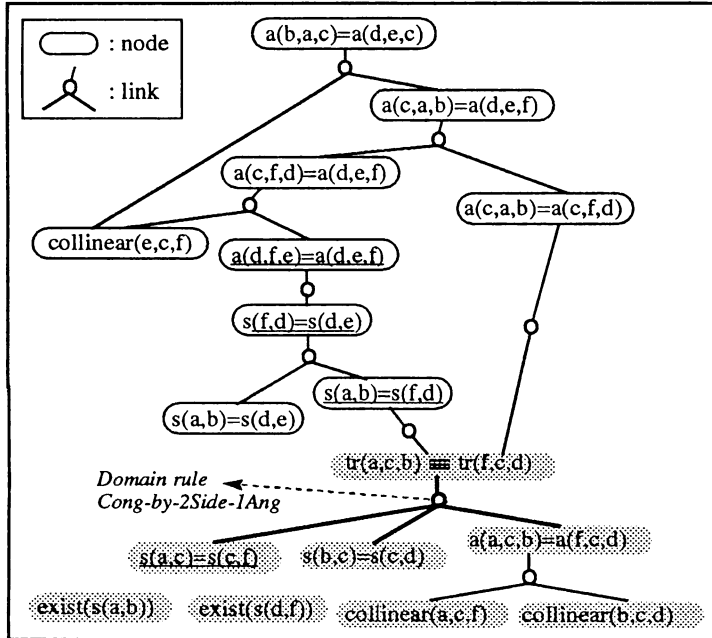 : node
: link
a(b,a,c)=a(d,e,c)
a(c,a,b)=a(d,e,f)
a(c,f,d)=a(d,e,f)
a(c,a,b)=a(c,f,d)
collinear(e,c,f)
a(d,f,e)=a(d,e,f)
s(f,d)=s(d,e)
s(a,b)=s(d,e)
s(a,b)=s(f,d)
tr(a,c,b) ≡ tr(f,c,d)
Domain rule
Cong-by-2Side-1Ang
s(a,c)=s(c,f)
s(b,c)=s(c,d)
a(a,c,b)=a(f,c,d)
exist(s(a,b))
exist(s(d,f))
collinear(a,c,f)
collinear(b,c,d)